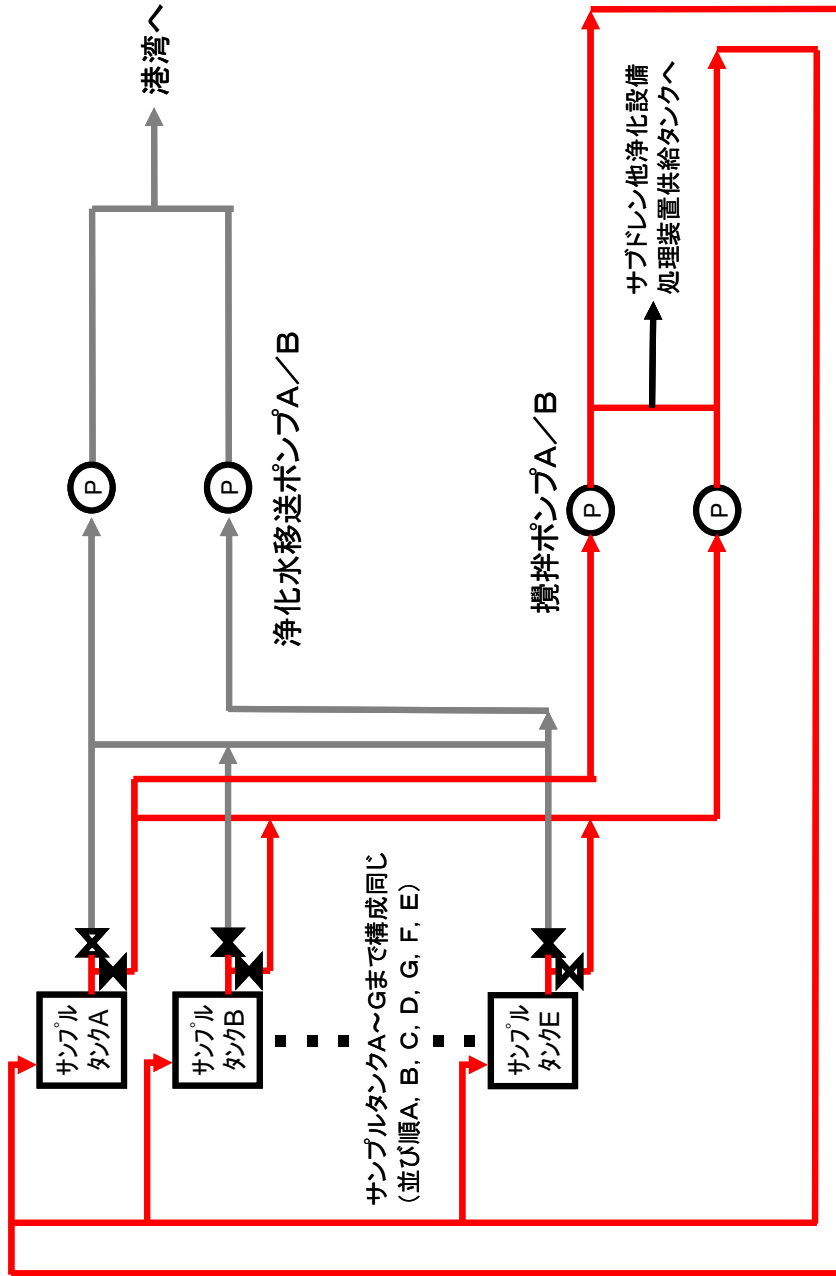 サンプル
タンクA
サンプル
タンクB
サンプル
タンクE
サンプルタンクA～Gまで構成同じ
（並び順A, B, C, D, G, F, E）
P
P
浄化水移送ポンプA／B
港湾へ
P
P
攪拌ポンプA／B
サブドレン他浄化設備
処理装置供給タンクへ